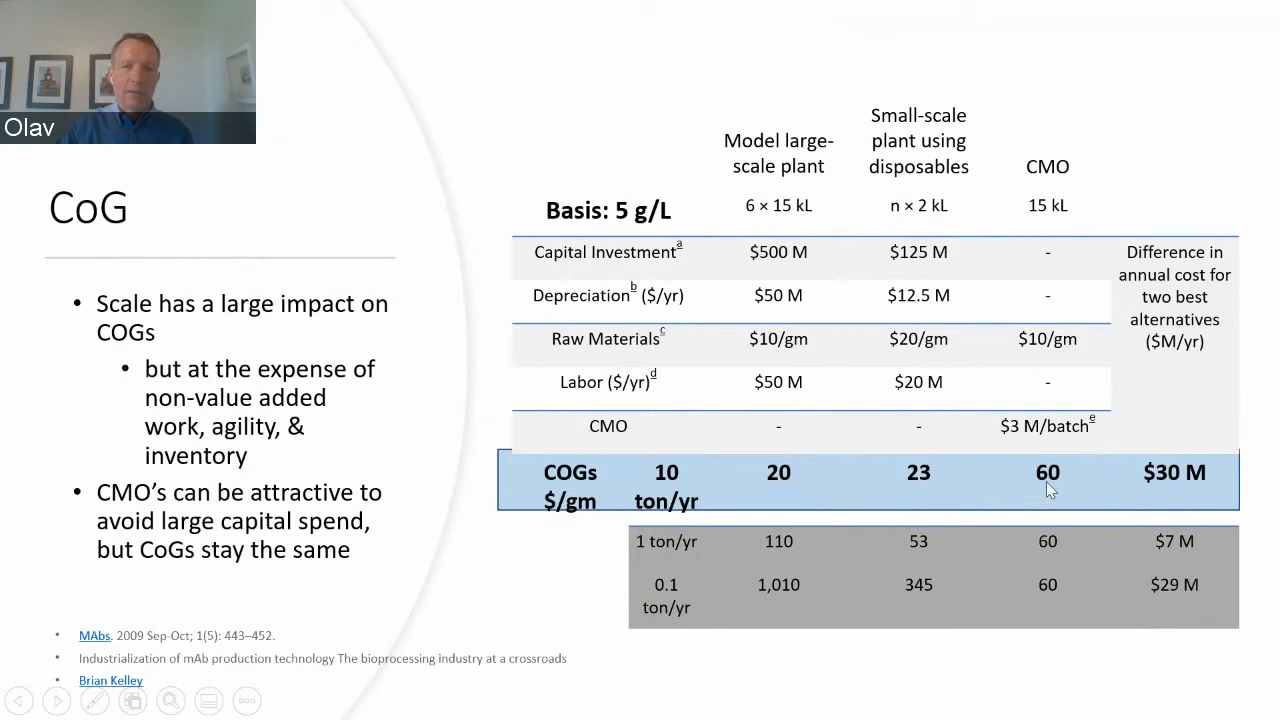 Olav
CoG
• Scale has a large impact on
COGs
• but at the expense of
non-value added
work, agility, &
inventory
• CMO's can be attractive to
avoid large capital spend,
but CoGs stay the same
• MAbs. 2009 Sep-Oct; 1(5): 443–452.
• Industrialization of mAb production technology The bioprocessing industry at a crossroads
• Brian Kelley
Model large-
scale plant
Small-scale
plant using
disposables
CMO
Basis: 5 g/L 6 × 15 kL n × 2 kL 15 kL
Capital Investmenta $500 M $125 M -
Difference in
annual cost for
two best
alternatives
($M/yr)
Depreciationb ($/yr) $50 M $12.5 M -
Raw Materialsc $10/gm $20/gm $10/gm
Labor ($/yr)d $50 M $20 M -
CMO - - $3 M/batche
COGs 10 20 23 60 $30 M
$/gm ton/yr
1 ton/yr 110 53 60 $7 M
0.1 1,010 345 60 $29 M
ton/yr